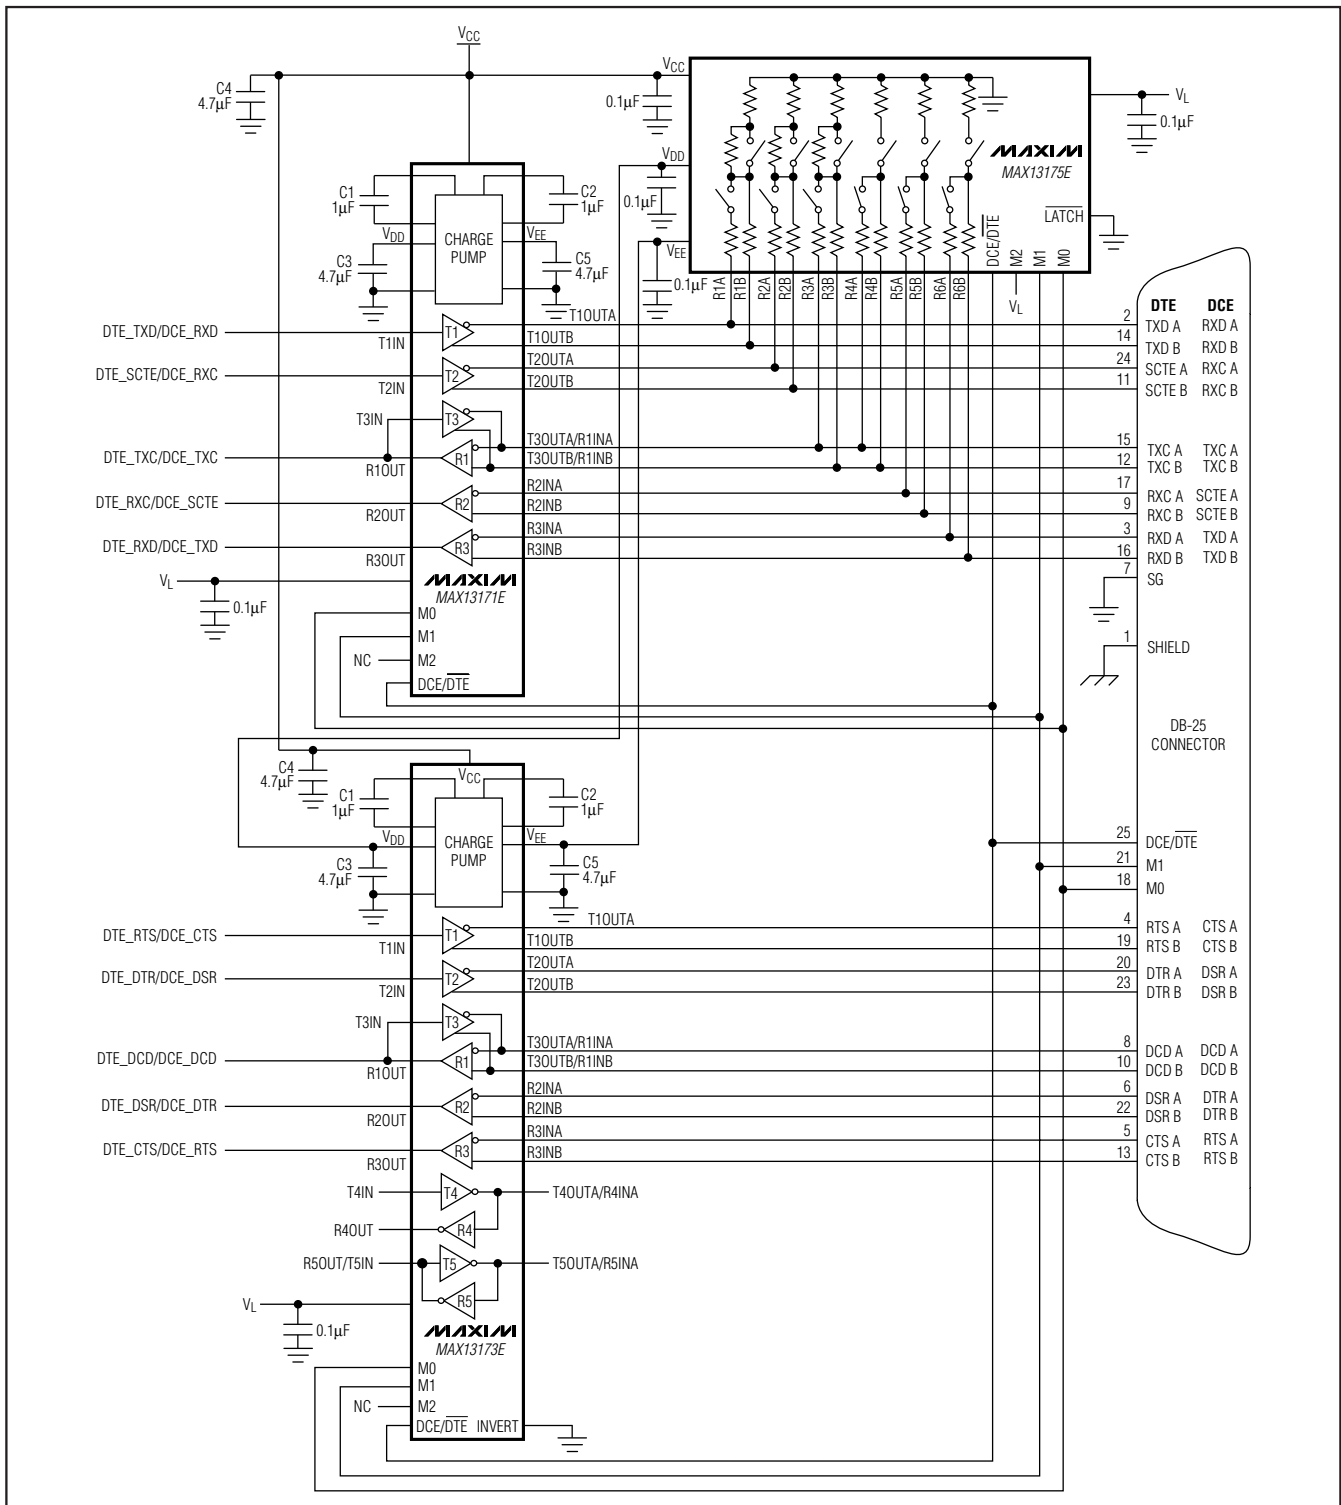 VCC
C4
4.7µF
VCC
0.1µF
VL
0.1µF
MAXIM
MAX13175E
VDD
0.1µF
VEE
0.1µF
LATCH
DCE/DTE
M2
M1
M0
VL
R1A
R1B
R2A
R2B
R3A
R3B
R4A
R4B
R5A
R5B
R6A
R6B
C1
1µF
C2
1µF
VDD
VEE
CHARGE
PUMP
C3
4.7µF
C5
4.7µF
DTE DCE
DTE_TXD/DCE_RXD T1IN T1 T1OUTA 2 TXD A RXD A
T1OUTB 14 TXD B RXD B
DTE_SCTE/DCE_RXC T2IN T2 T2OUTA 24 SCTE A RXC A
T2OUTB 11 SCTE B RXC B
T3IN T3
DTE_TXC/DCE_TXC R1OUT R1 T3OUTA/R1INA 15 TXC A TXC A
T3OUTB/R1INB 12 TXC B TXC B
DTE_RXC/DCE_SCTE R2OUT R2 R2INA 17 RXC A SCTE A
R2INB 9 RXC B SCTE B
DTE_RXD/DCE_TXD R3OUT R3 R3INA 3 RXD A TXD A
R3INB 16 RXD B TXD B
7 SG
VL
0.1µF
MAXIM
MAX13171E
M0
M1
NC M2
DCE/DTE
1 SHIELD
DB-25
CONNECTOR
C4
4.7µF
VCC
C1
1µF
C2
1µF
VDD
VEE
CHARGE
PUMP
C3
4.7µF
C5
4.7µF
25 DCE/DTE
21 M1
18 M0
DTE_RTS/DCE_CTS T1IN T1 T1OUTA 4 RTS A CTS A
T1OUTB 19 RTS B CTS B
DTE_DTR/DCE_DSR T2IN T2 T2OUTA 20 DTR A DSR A
T2OUTB 23 DTR B DSR B
T3IN T3
DTE_DCD/DCE_DCD R1OUT R1 T3OUTA/R1INA 8 DCD A DCD A
T3OUTB/R1INB 10 DCD B DCD B
DTE_DSR/DCE_DTR R2OUT R2 R2INA 6 DSR A DTR A
R2INB 22 DSR B DTR B
DTE_CTS/DCE_RTS R3OUT R3 R3INA 5 CTS A RTS A
R3INB 13 CTS B RTS B
T4IN T4 T4OUTA/R4INA
R4OUT R4
R5OUT/T5IN T5 T5OUTA/R5INA
R5
VL
0.1µF
MAXIM
MAX13173E
M0
M1
NC M2
DCE/DTE INVERT